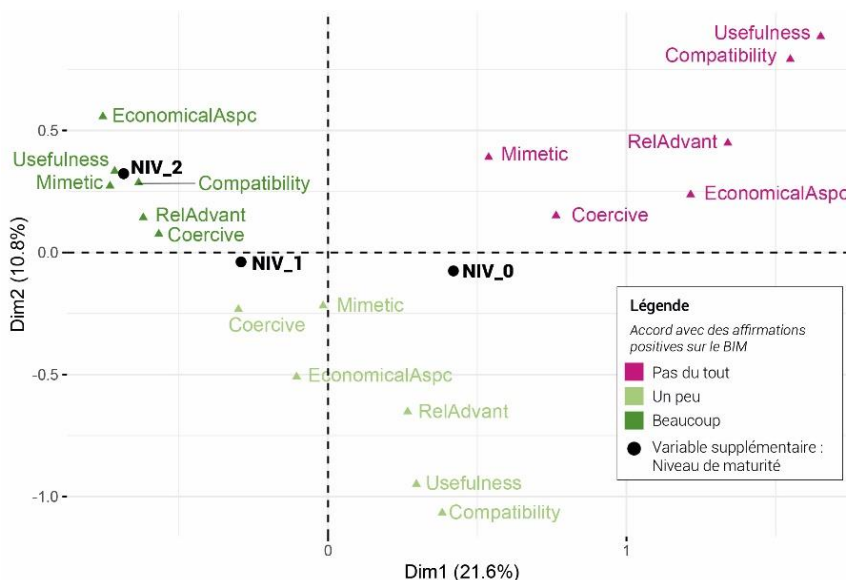 Usefulness
Compatibility
EconomicalAspc
0.5
RelAdvant
Mimetic
Usefulness
NIV_2
Mimetic
Compatibility
EconomicalAspc
RelAdvant
Coercive
Coercive
0.0
NIV_1
NIV_0
Dim2 (10.8%)
Mimetic
Coercive
EconomicalAspc
-0.5
RelAdvant
Usefulness
-1.0
Compatibility
Légende
Accord avec des affirmations
positives sur le BIM
Pas du tout
Un peu
Beaucoup
Variable supplémentaire :
Niveau de maturité
0
1
Dim1 (21.6%)